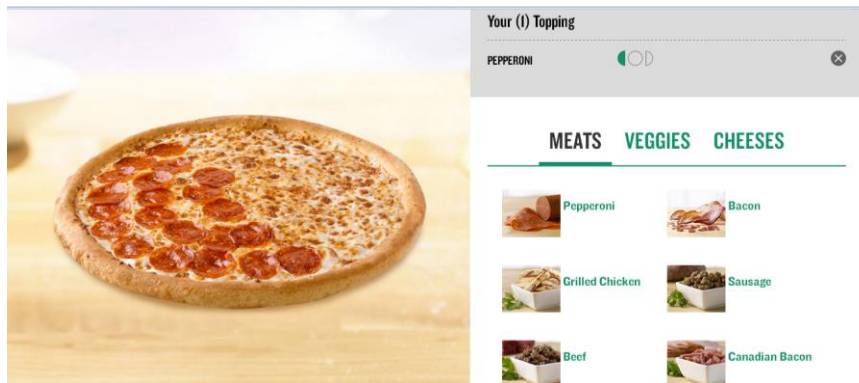 Your (1) Topping
PEPPERONI
MEATS VEGGIES CHEESES
Pepperoni Bacon
Grilled Chicken Sausage
Beef Canadian Bacon